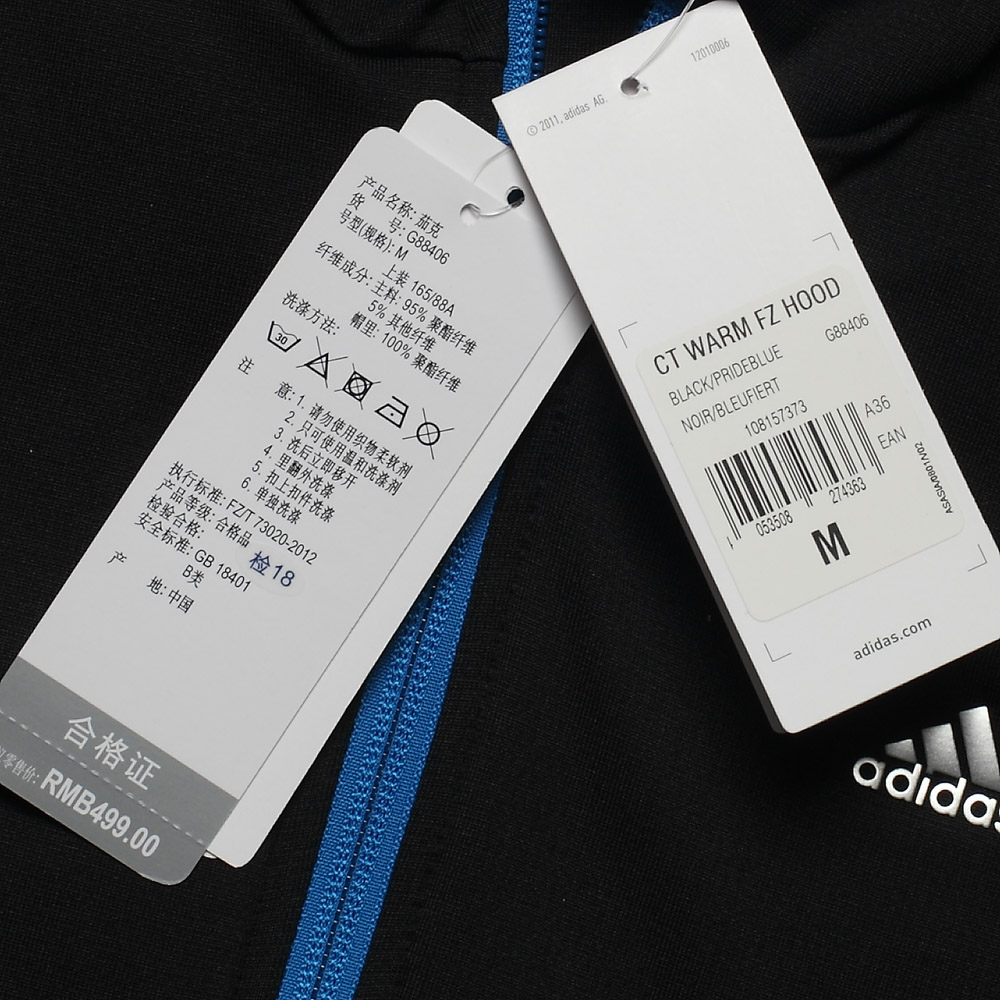 产品名称: 茄克
货 号: G88406
号型(规格): M
上装 165/88A
纤维成分: 主料: 95% 聚酯纤维
5% 其他纤维
帽里: 100% 聚酯纤维
洗涤方法:
30
注 意: 1. 请勿使用织物柔软剂
2. 只可使用温和洗涤剂
3. 洗后立即移开
4. 里翻外洗涤
5. 扣上扣件洗涤
6. 单独洗涤
执行标准: FZ/T 73020-2012
产品等级: 合格品
检验合格: 检18
安全标准: GB 18401
B类
产 地: 中国
合格证
零售价: RMB499.00
© 2011, adidas AG.
12010006
CT WARM FZ HOOD
G88406
BLACK/PRIDEBLUE
NOIR/BLEUFIERT
108157373
A36
EAN
053508 274363
M
ASASIA/0801A/02
adidas.com
adidas